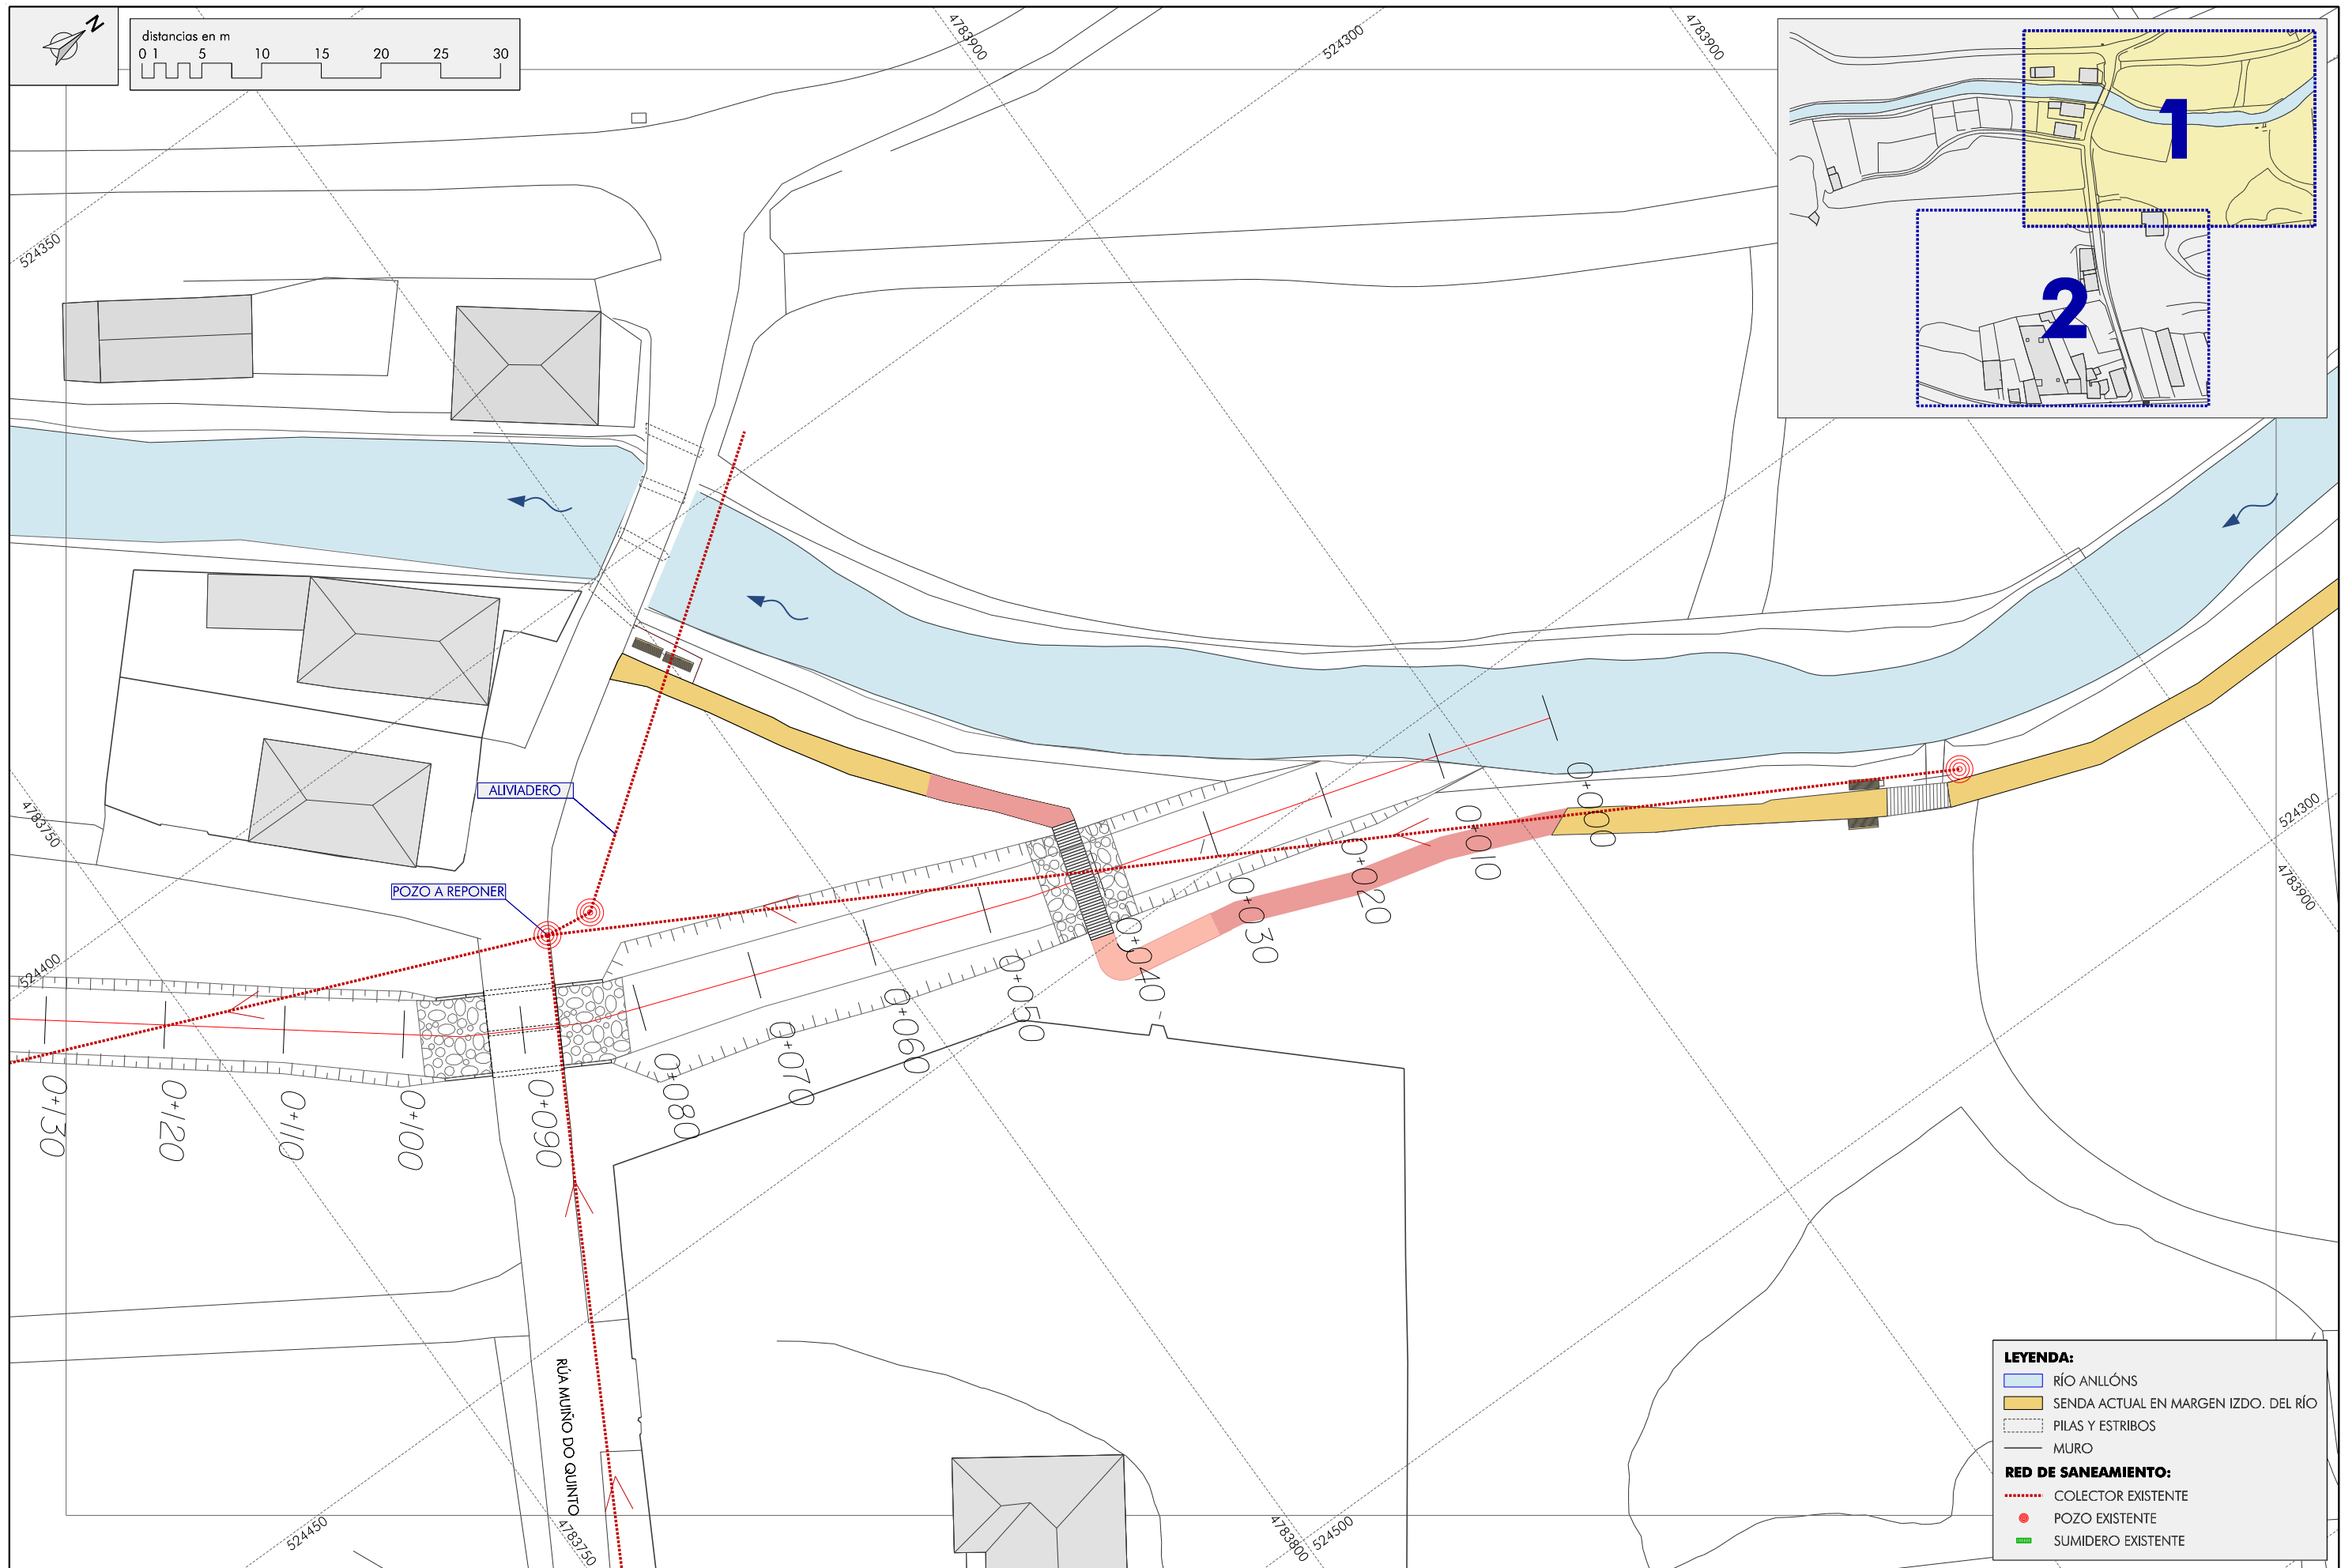 N
distancias en m
0 1 5 10 15 20 25 30
4783900
524300
4783900
1
2
524350
ALIVIADERO
POZO A REPONER
4783750
524400
524300
4783900
0+000
0+010
0+020
0+030
0+040
0+050
0+060
0+070
0+080
0+090
0+100
0+110
0+120
0+130
RÚA MUIÑO DO QUINTO
524450
4783750
4783800
524500
LEYENDA:
RÍO ANLLÓNS
SENDA ACTUAL EN MARGEN IZDO. DEL RÍO
PILAS Y ESTRIBOS
MURO
RED DE SANEAMIENTO:
COLECTOR EXISTENTE
POZO EXISTENTE
SUMIDERO EXISTENTE